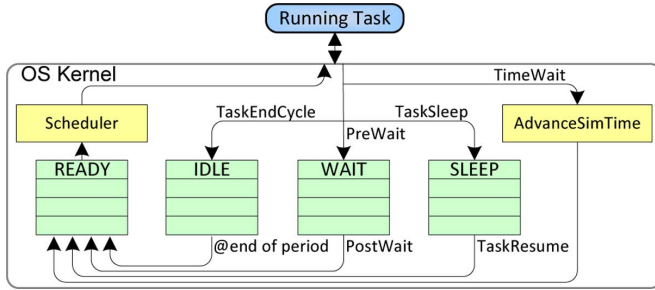 Running Task
OS Kernel
TimeWait
Scheduler
TaskEndCycle
TaskSleep
AdvanceSimTime
PreWait
READY
IDLE
WAIT
SLEEP
@end of period
PostWait
TaskResume